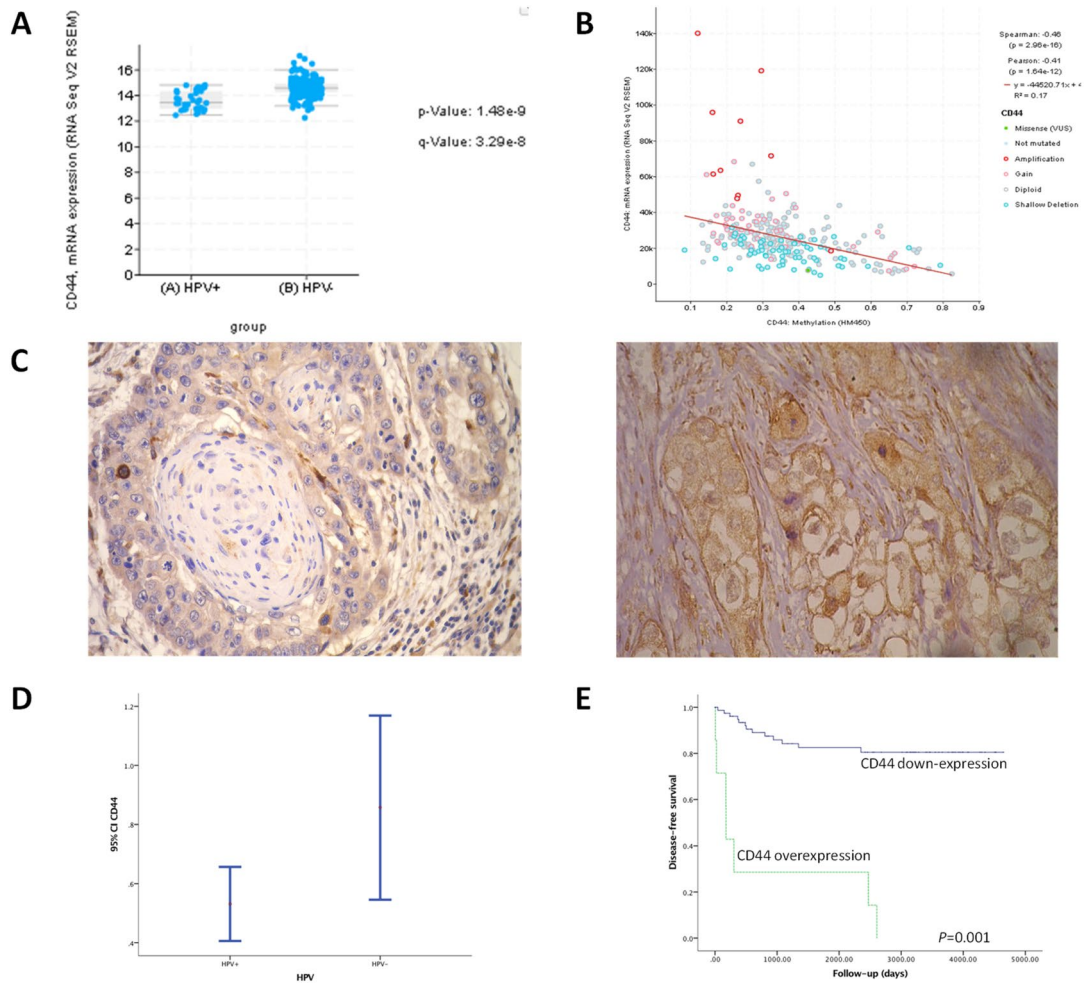 A
CD44, mRNA expression (RNA Seq V2 RSEM)
16
14
12
10
8
6
4
2
0
(A) HPV+
(B) HPV-
group
p-Value: 1.48e-9
q-Value: 3.29e-8
B
CD44: mRNA expression (RNA Seq V2 RSEM)
140k
120k
100k
80k
60k
40k
20k
0
0.1 0.2 0.3 0.4 0.5 0.6 0.7 0.8 0.9
CD44: Methylation (HM450)
Spearman: -0.46
(p = 2.96e-16)
Pearson: -0.41
(p = 1.64e-12)
y = -44520.71x + 4
R² = 0.17
CD44
Missense (VUS)
Not mutated
Amplification
Gain
Diploid
Shallow Deletion
C
D
95% CI CD44
1.2
1.0
.8
.6
.4
HPV+
HPV-
HPV
E
Disease-free survival
1.0
0.8
0.6
0.4
0.2
0.0
CD44 down-expression
CD44 overexpression
P=0.001
.00 1000.00 2000.00 3000.00 4000.00 5000.00
Follow-up (days)